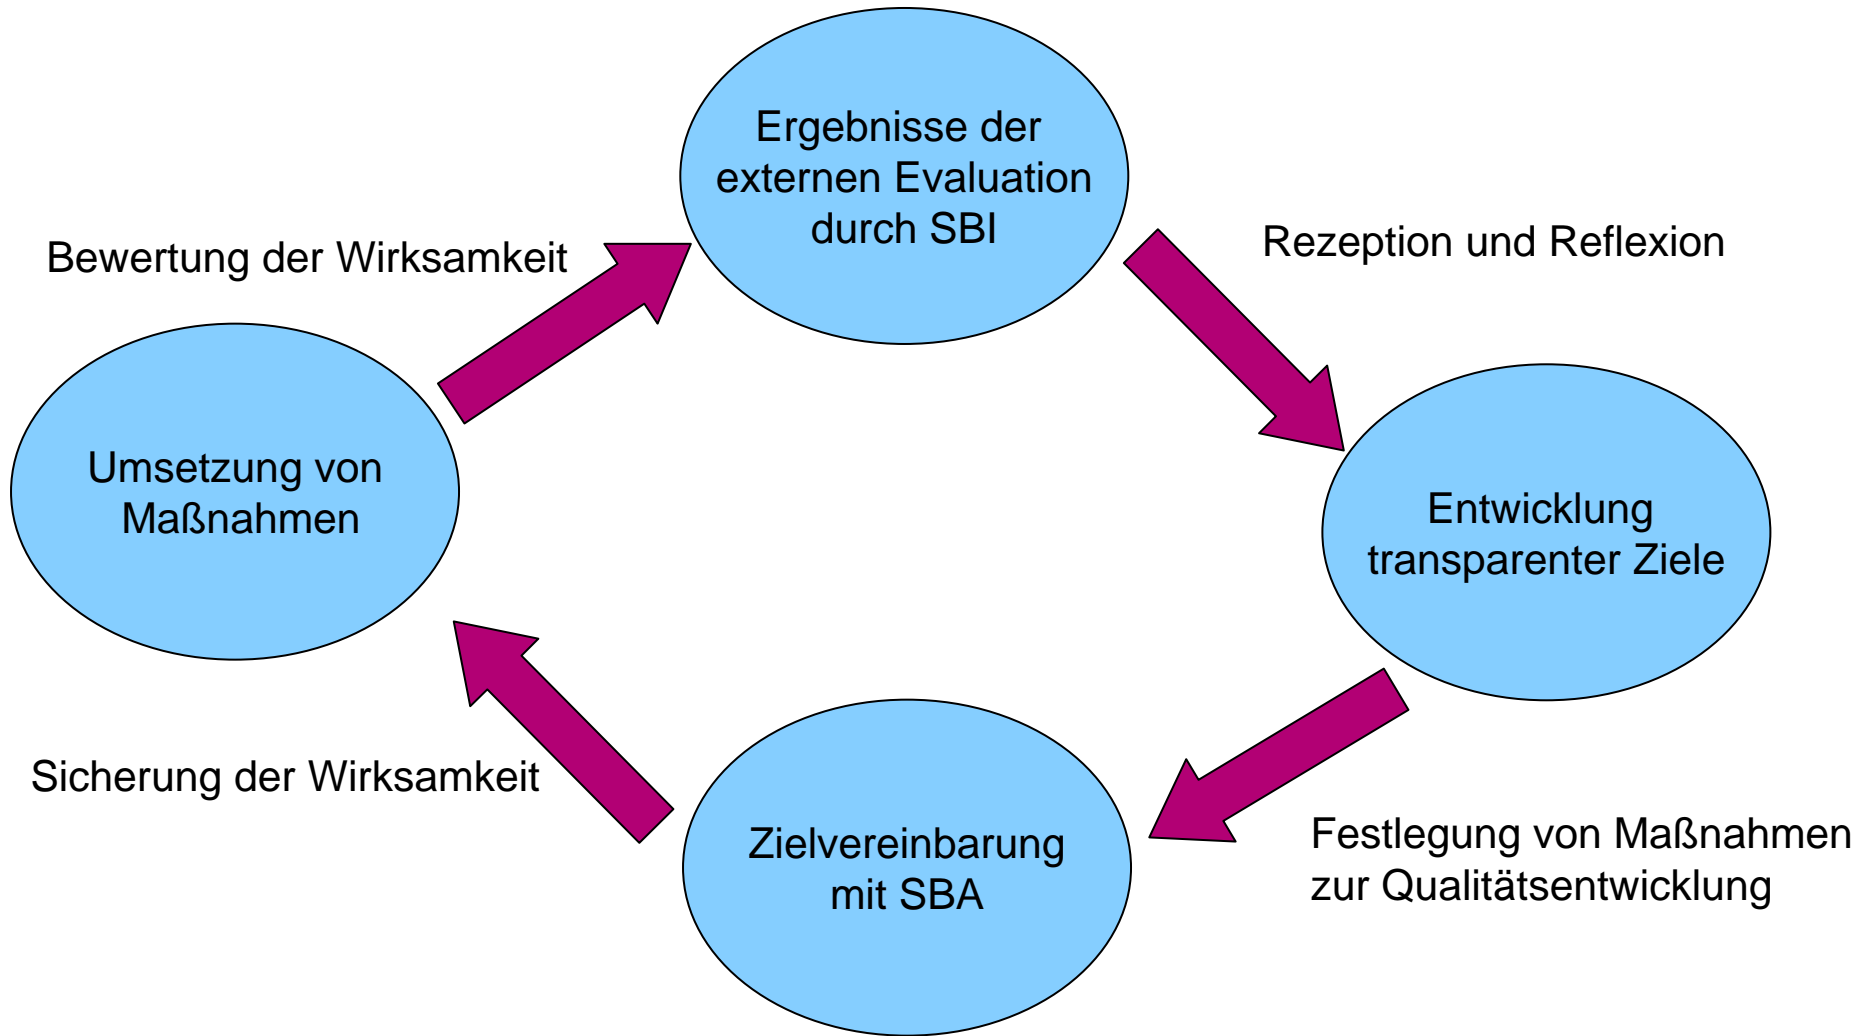 Ergebnisse der
externen Evaluation
durch SBI
Rezeption und Reflexion
Bewertung der Wirksamkeit
Umsetzung von
Maßnahmen
Entwicklung
transparenter Ziele
Sicherung der Wirksamkeit
Zielvereinbarung
mit SBA
Festlegung von Maßnahmen
zur Qualitätsentwicklung